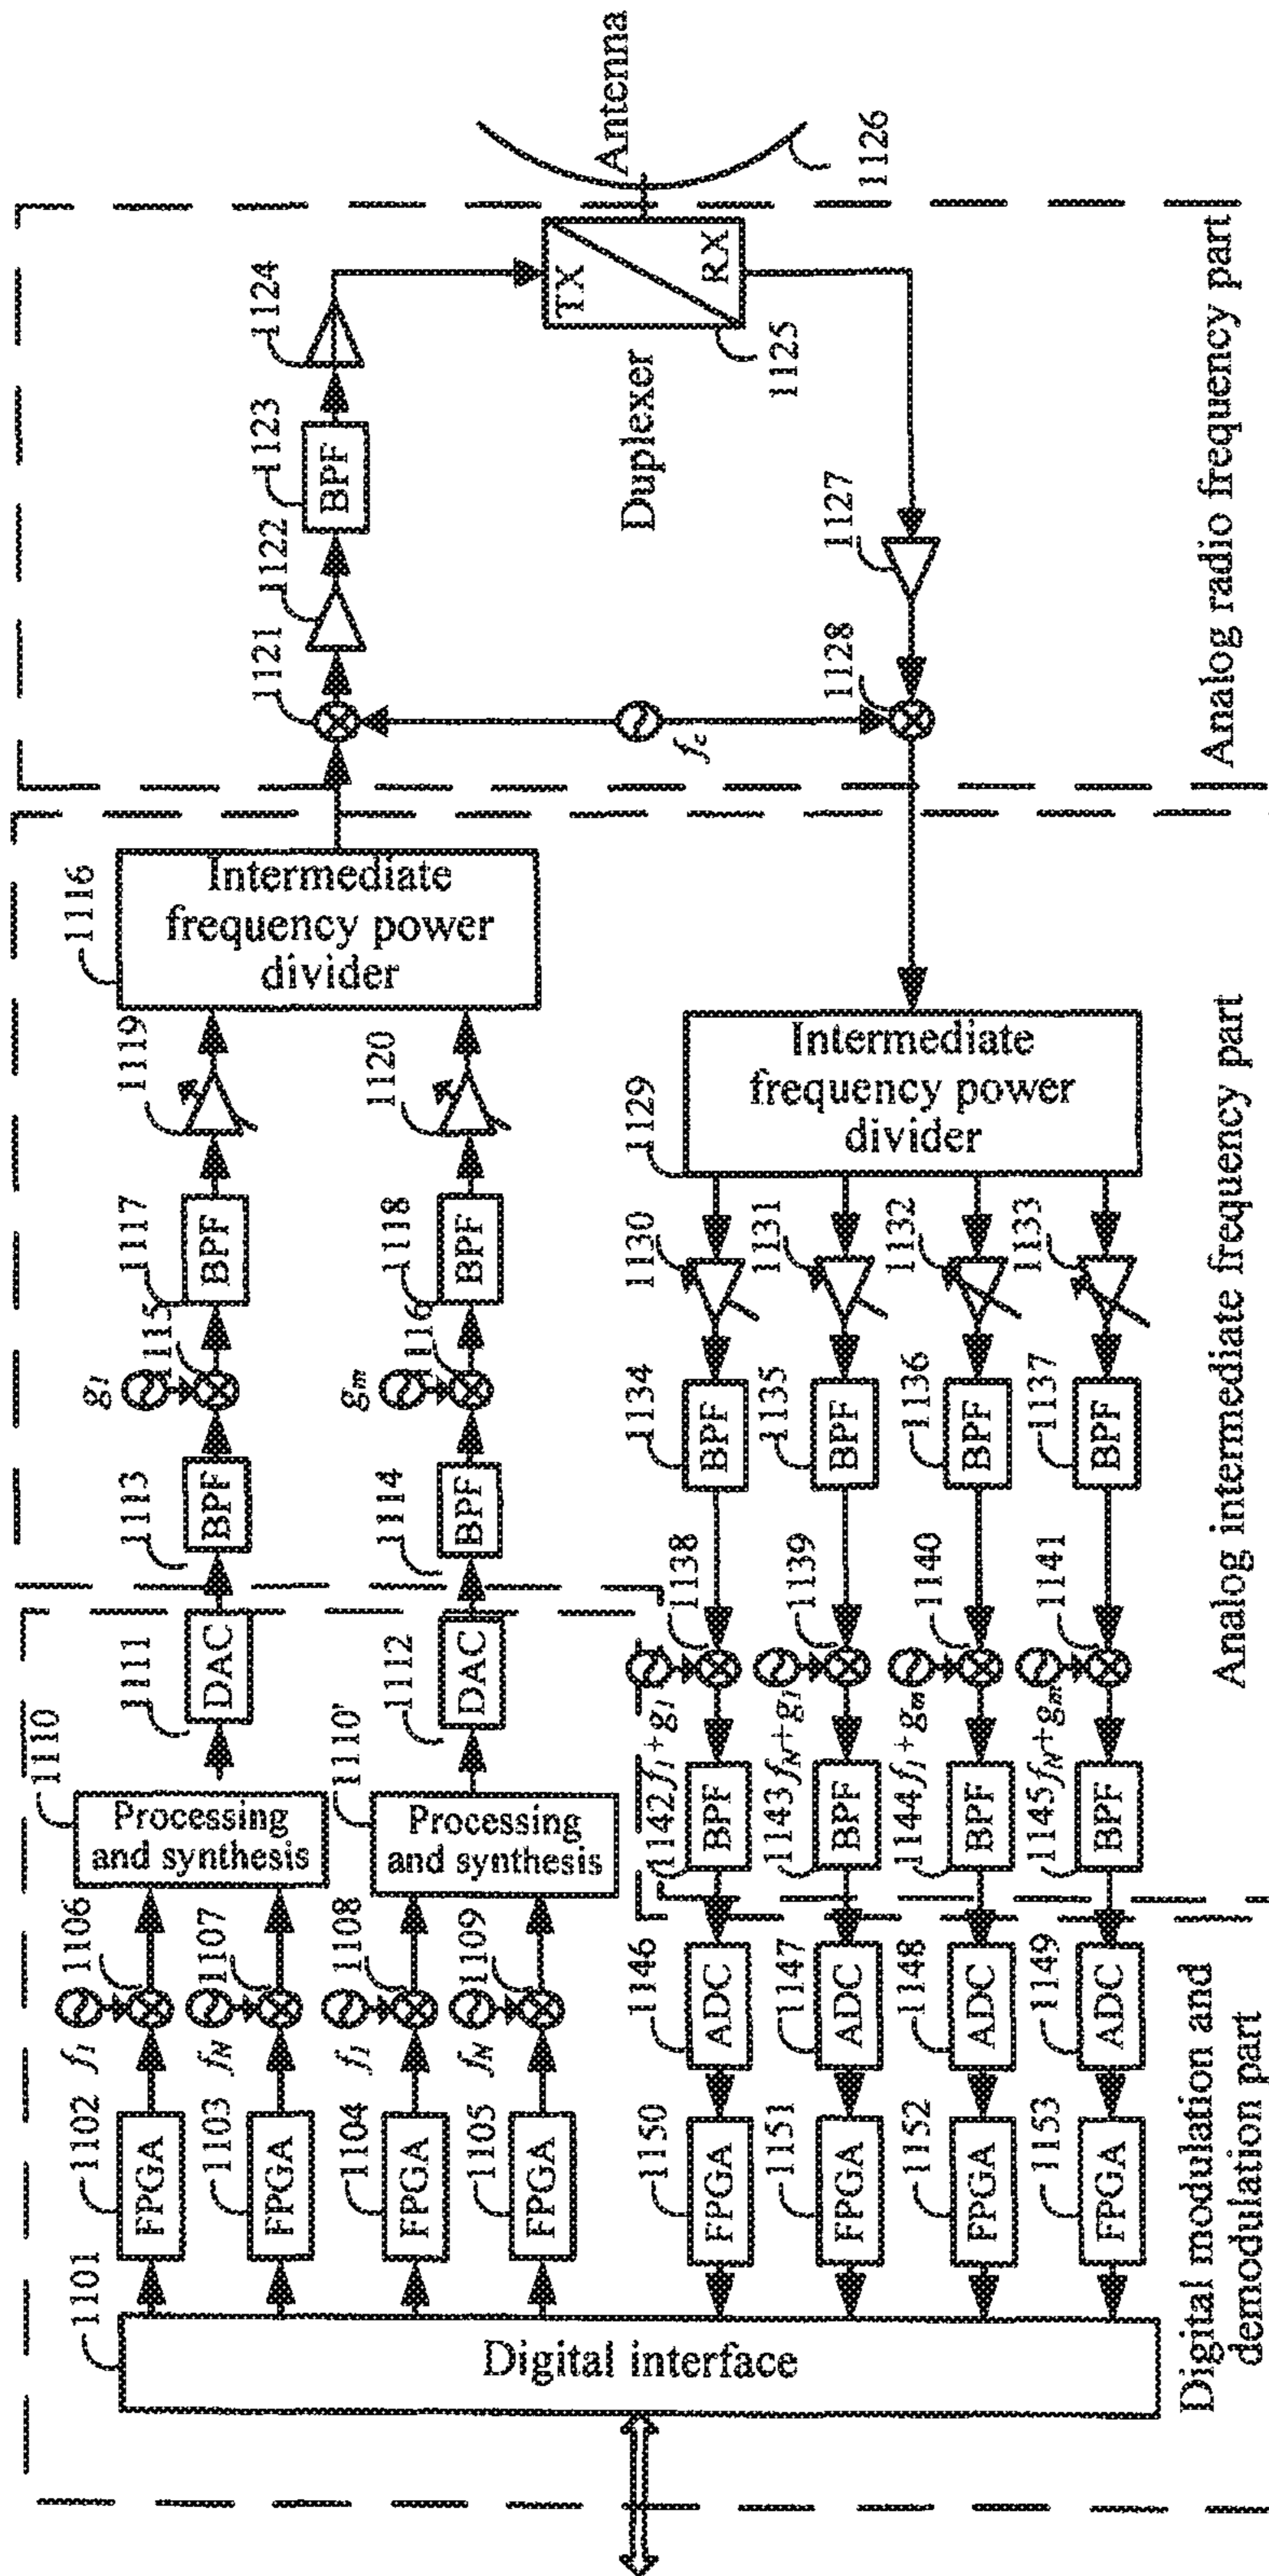 1101
Digital interface
1102
FPGA
f1
1106
1103
FPGA
fN
1107
1104
FPGA
f1
1108
1105
FPGA
fN
1109
1110
Processing
and synthesis
1110'
Processing
and synthesis
1111
DAC
1112
DAC
1113
BPF
1114
BPF
g1
1115
gm
1116
1117
BPF
1118
BPF
1119
1120
1116
Intermediate
frequency power
divider
1121
1122
1123
BPF
1124
fc
TX
RX
Duplexer
1125
Antenna
1126
1127
1128
Analog radio frequency part
1129
Intermediate
frequency power
divider
1130
1131
1132
1133
1134
BPF
1135
BPF
1136
BPF
1137
BPF
1138
1139
1140
1141
f1+g1
fN+g1
f1+gm
fN+gm
1142
BPF
1143
BPF
1144
BPF
1145
BPF
Analog intermediate frequency part
1146
ADC
1147
ADC
1148
ADC
1149
ADC
1150
FPGA
1151
FPGA
1152
FPGA
1153
FPGA
Digital modulation and
demodulation part